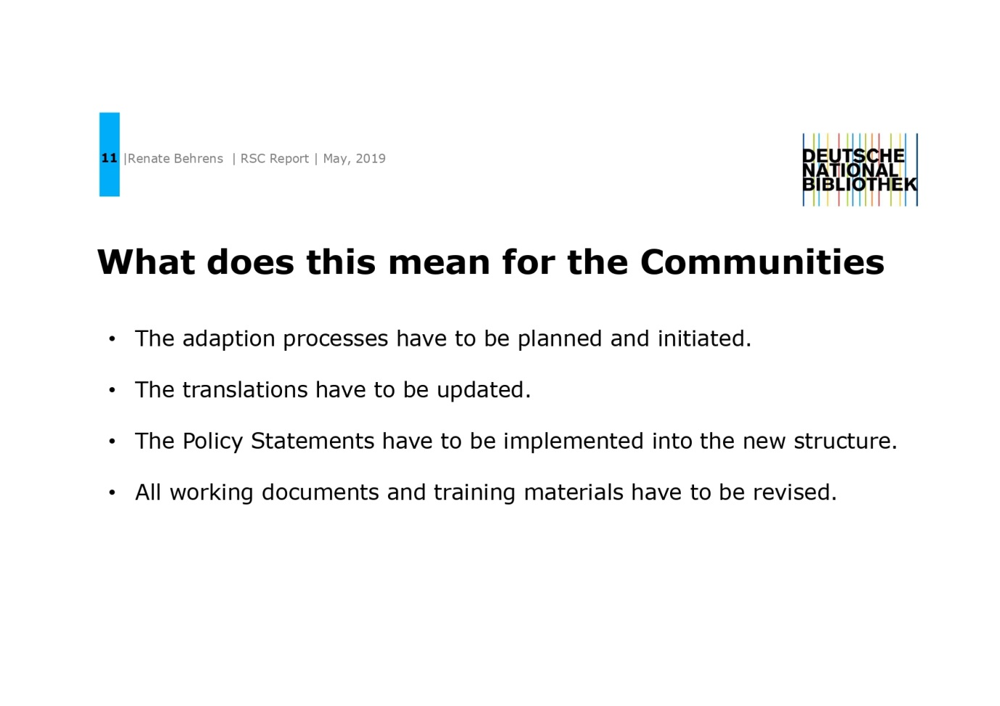 11 |Renate Behrens | RSC Report | May, 2019
DEUTSCHE
NATIONAL
BIBLIOTHEK
What does this mean for the Communities
• The adaption processes have to be planned and initiated.
• The translations have to be updated.
• The Policy Statements have to be implemented into the new structure.
• All working documents and training materials have to be revised.